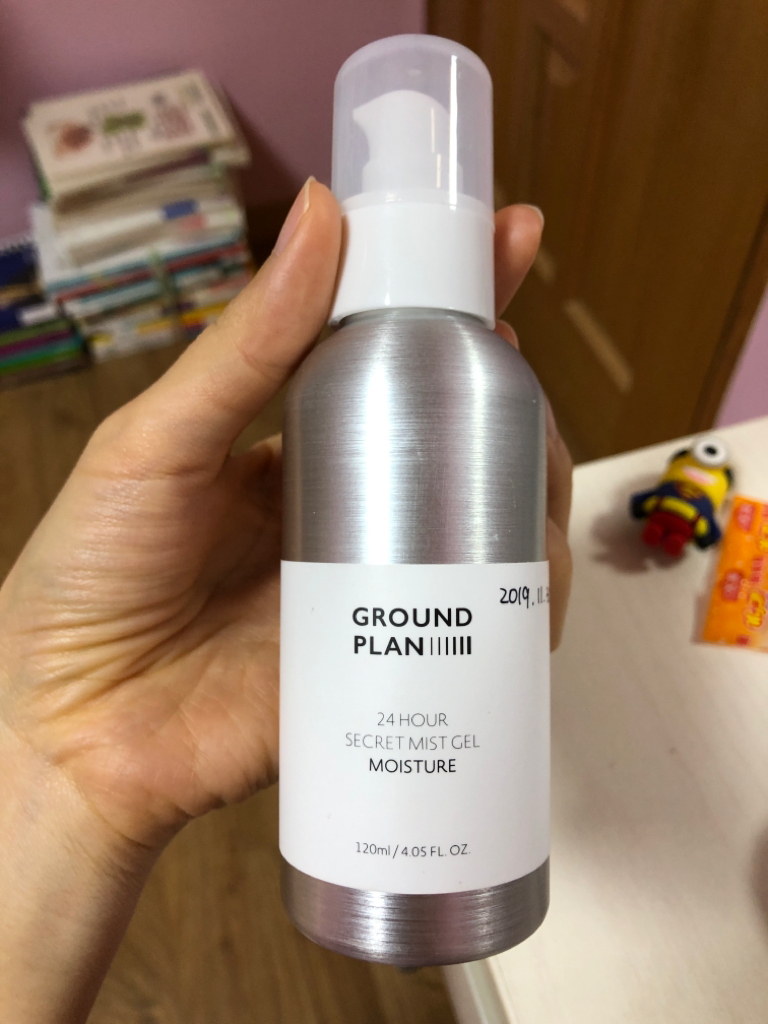 2019.11.
GROUND
PLAN
24 HOUR
SECRET MIST GEL
MOISTURE
120ml / 4.05 FL. OZ.